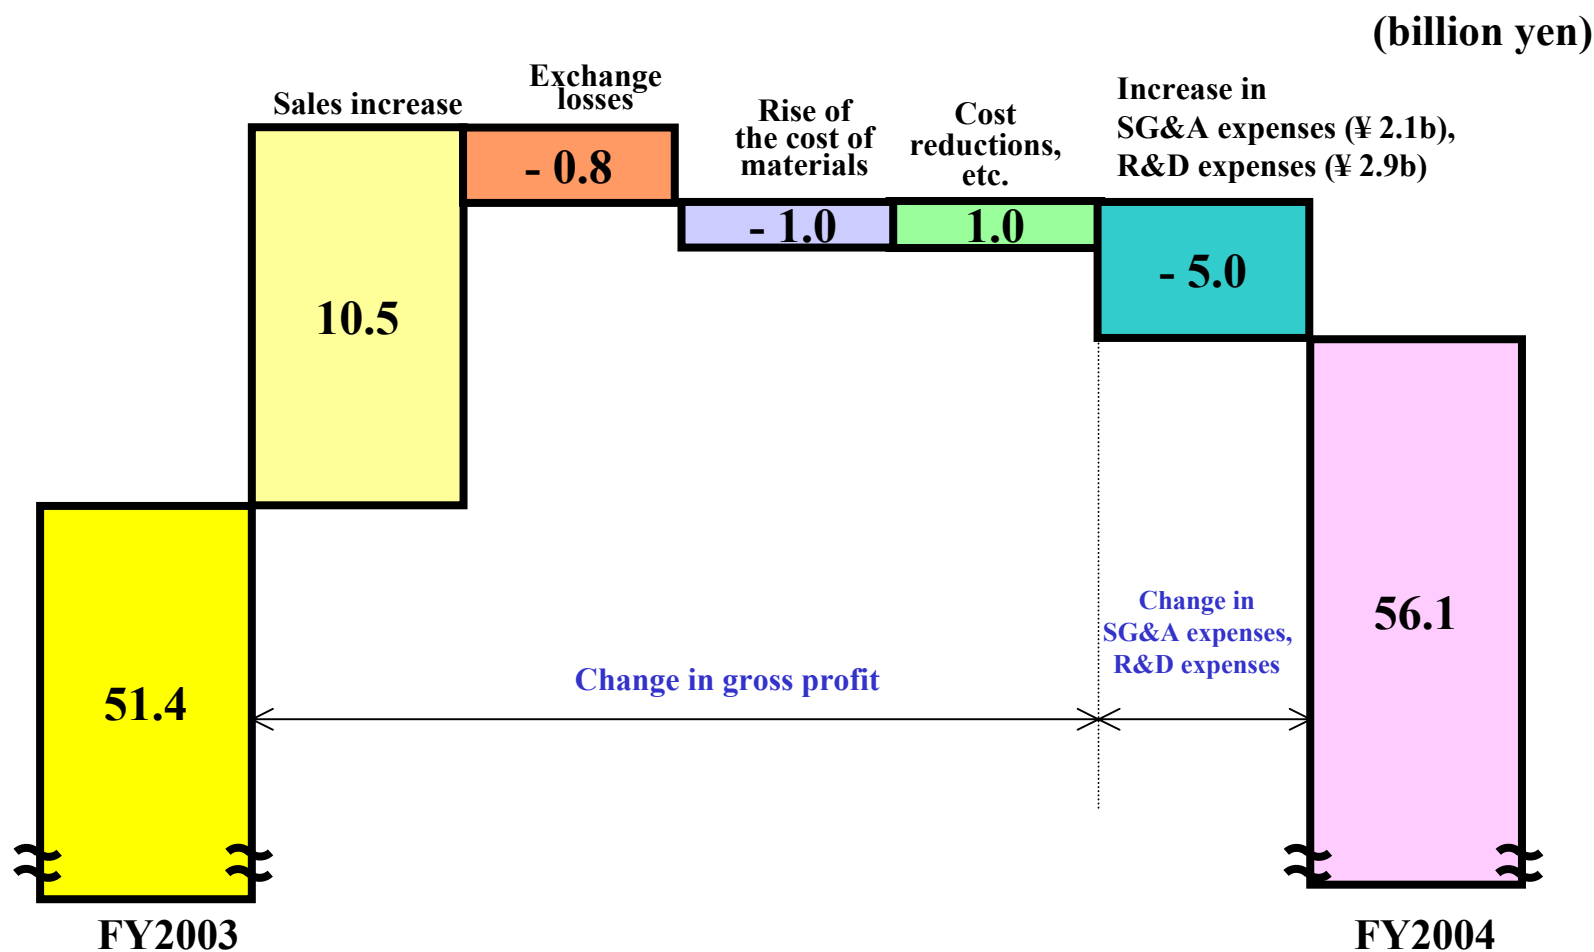 (billion yen)
Sales increase
Exchange
losses
Rise of
the cost of
materials
Cost
reductions,
etc.
Increase in
SG&A expenses (¥ 2.1b),
R&D expenses (¥ 2.9b)
- 0.8
- 1.0
1.0
- 5.0
10.5
51.4
56.1
Change in gross profit
Change in
SG&A expenses,
R&D expenses
FY2003
FY2004